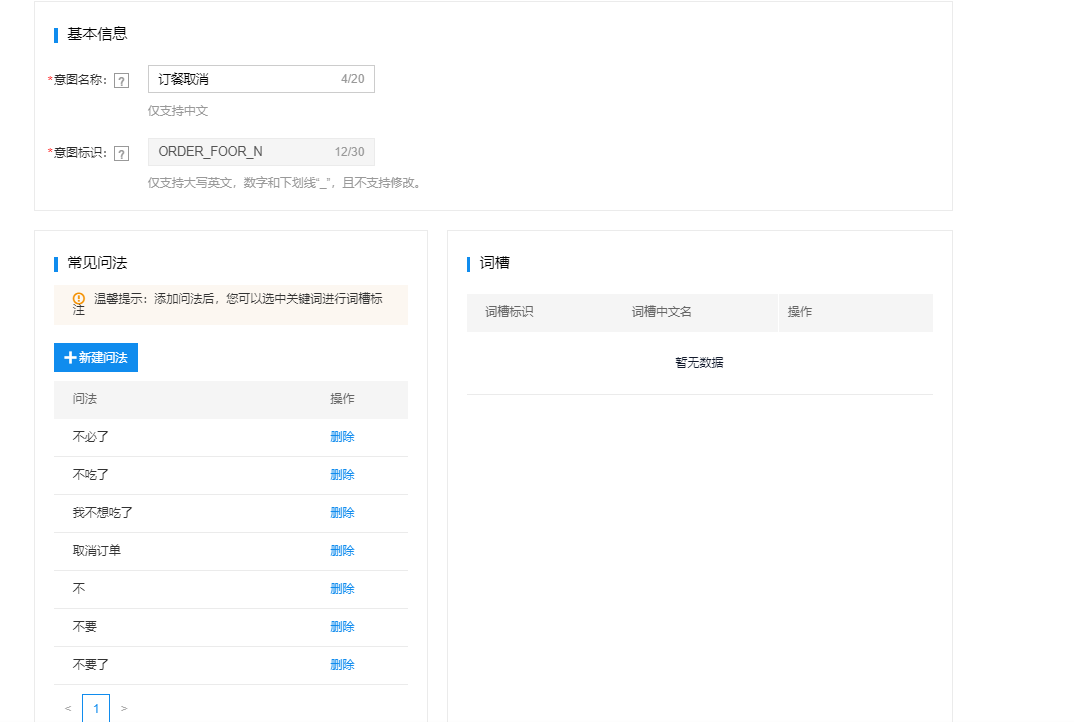 基本信息
*意图名称： ? 订餐取消 4/20
仅支持中文
*意图标识： ? ORDER_FOOR_N 12/30
仅支持大写英文，数字和下划线“_”，且不支持修改。
常见问法
温馨提示：添加问法后，您可以选中关键词进行词槽标
注
+新建问法
问法 操作
不必了 删除
不吃了 删除
我不想吃了 删除
取消订单 删除
不 删除
不要 删除
不要了 删除
< 1 >
词槽
词槽标识 词槽中文名 操作
暂无数据